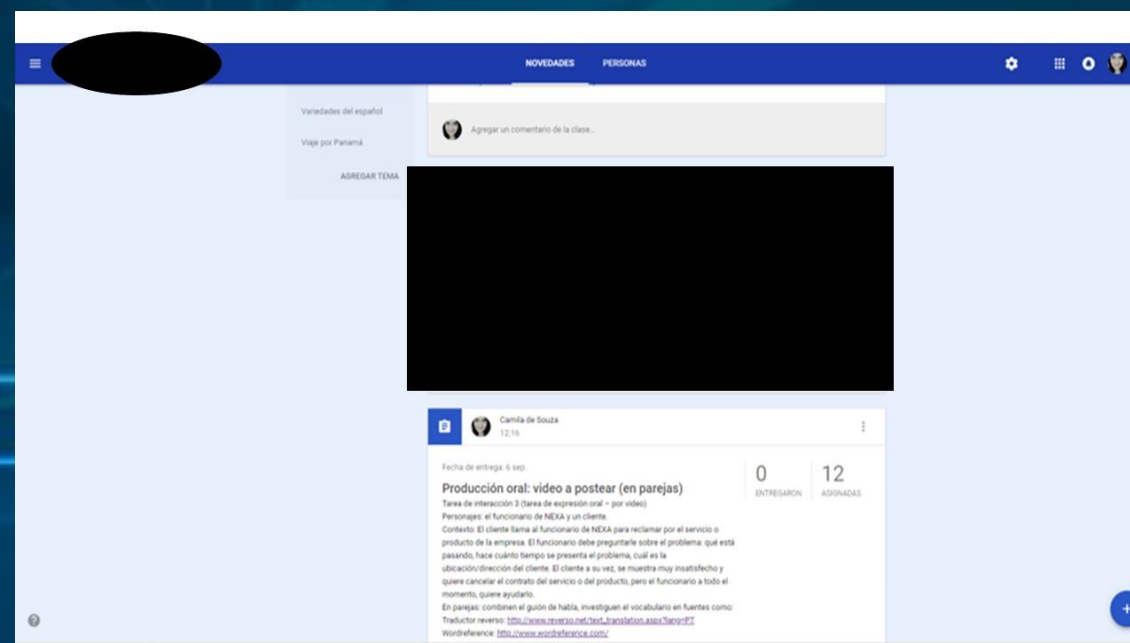 NOVEDADES PERSONAS
Variedades del español
Viaje por Panamá
AGREGAR TEMA
Agregar un comentario de la clase...
Camila de Souza
12:16
Fecha de entrega: 6 sep.
Producción oral: video a postear (en parejas)
0 ENTREGARON
12 ASIGNADAS
Tarea de interacción 3 (tarea de expresión oral – por video)
Personajes: el funcionario de NEXA y un cliente.
Contexto: El cliente llama al funcionario de NEXA para reclamar por el servicio o
producto de la empresa. El funcionario debe preguntarle sobre el problema: qué está
pasando, hace cuánto tiempo se presenta el problema, cuál es la
ubicación/dirección del cliente. El cliente a su vez, se muestra muy insatisfecho y
quiere cancelar el contrato del servicio o del producto, pero el funcionario a todo el
momento, quiere ayudarlo.
En parejas: combinen el guión de habla, investiguen el vocabulario en fuentes como:
Traductor reverso: http://www.reverso.net/text_translation.aspx?lang=PT
Wordreference: http://www.wordreference.com/